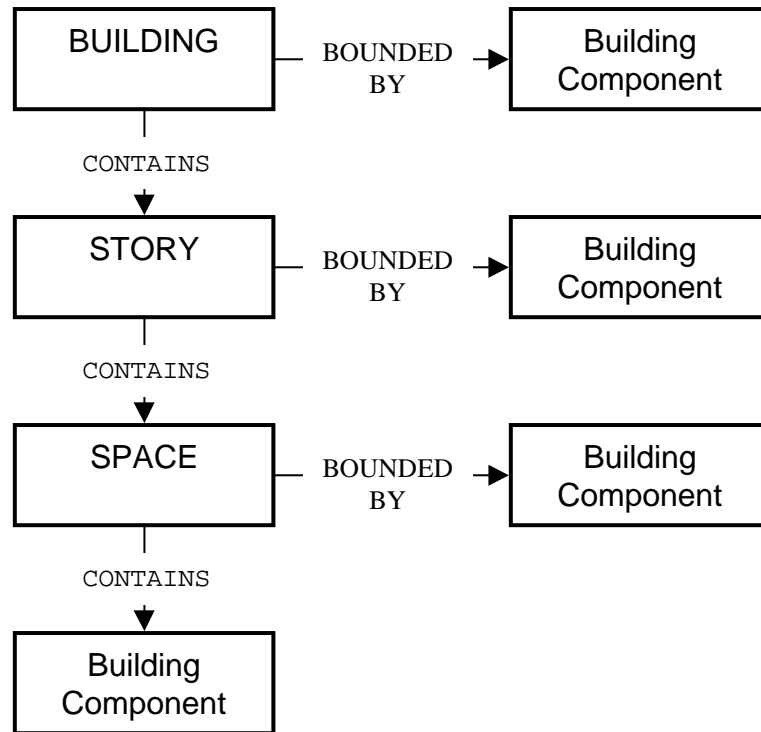 BUILDING
BOUNDED
BY
Building
Component
CONTAINS
STORY
BOUNDED
BY
Building
Component
CONTAINS
SPACE
BOUNDED
BY
Building
Component
CONTAINS
Building
Component